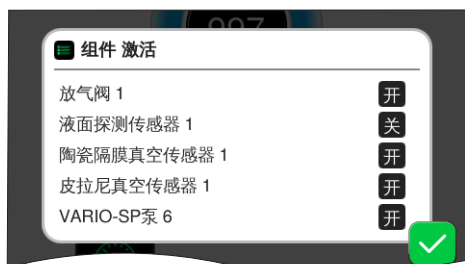 997
组件 激活
放气阀 1 开
液面探测传感器 1 关
陶瓷隔膜真空传感器 1 开
皮拉尼真空传感器 1 开
VARIO-SP泵 6 开